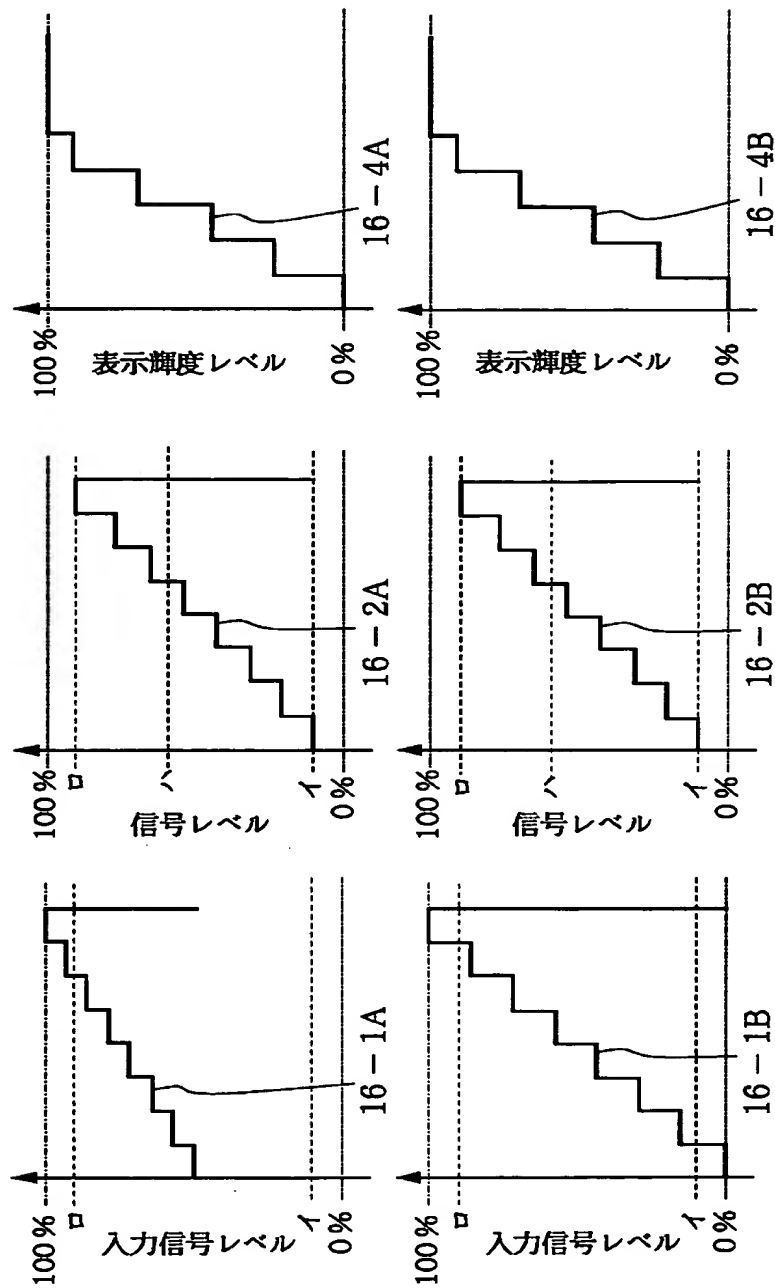 100%
表示輝度レベル
0%
16-4A
100%
表示輝度レベル
0%
16-4B
100%
ロ
ハ
信号レベル
イ
0%
16-2A
100%
ロ
ハ
信号レベル
イ
0%
16-2B
100%
ロ
入力信号レベル
イ
0%
16-1A
100%
ロ
入力信号レベル
イ
0%
16-1B